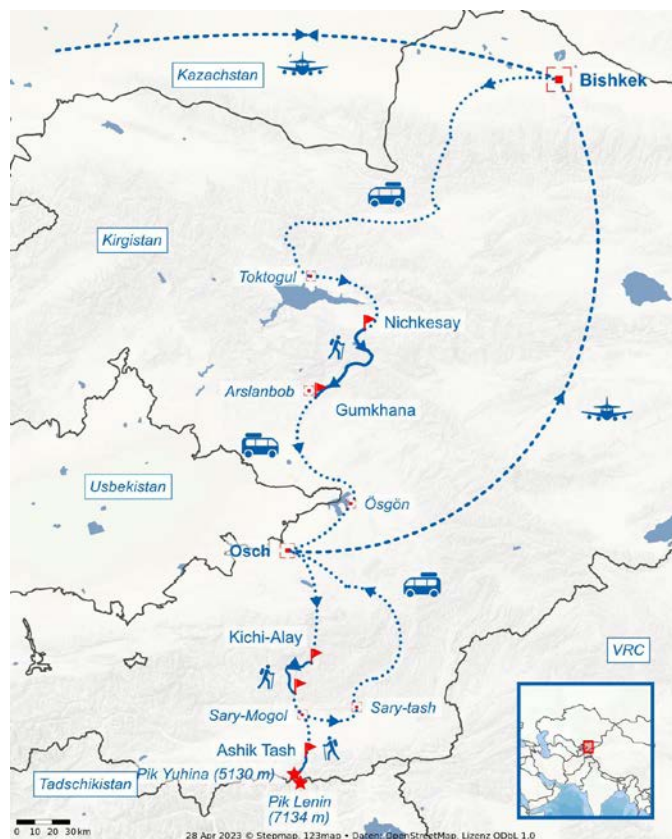 Kazachstan
Bishkek
Kirgistan
Toktogul
Nichkesay
Arslanbob
Gumkhana
Usbekistan
Ösgön
Osch
Kichi-Alay
VRC
Sary-Mogol
Sary-tash
Ashik Tash
Tadschikistan
Pik Yuhina (5130 m)
Pik Lenin
(7134 m)
0 10 20 30 km
28 Apr 2023 © Stepmap, 123map • Daten: OpenStreetMap, Lizenz ODbL 1.0